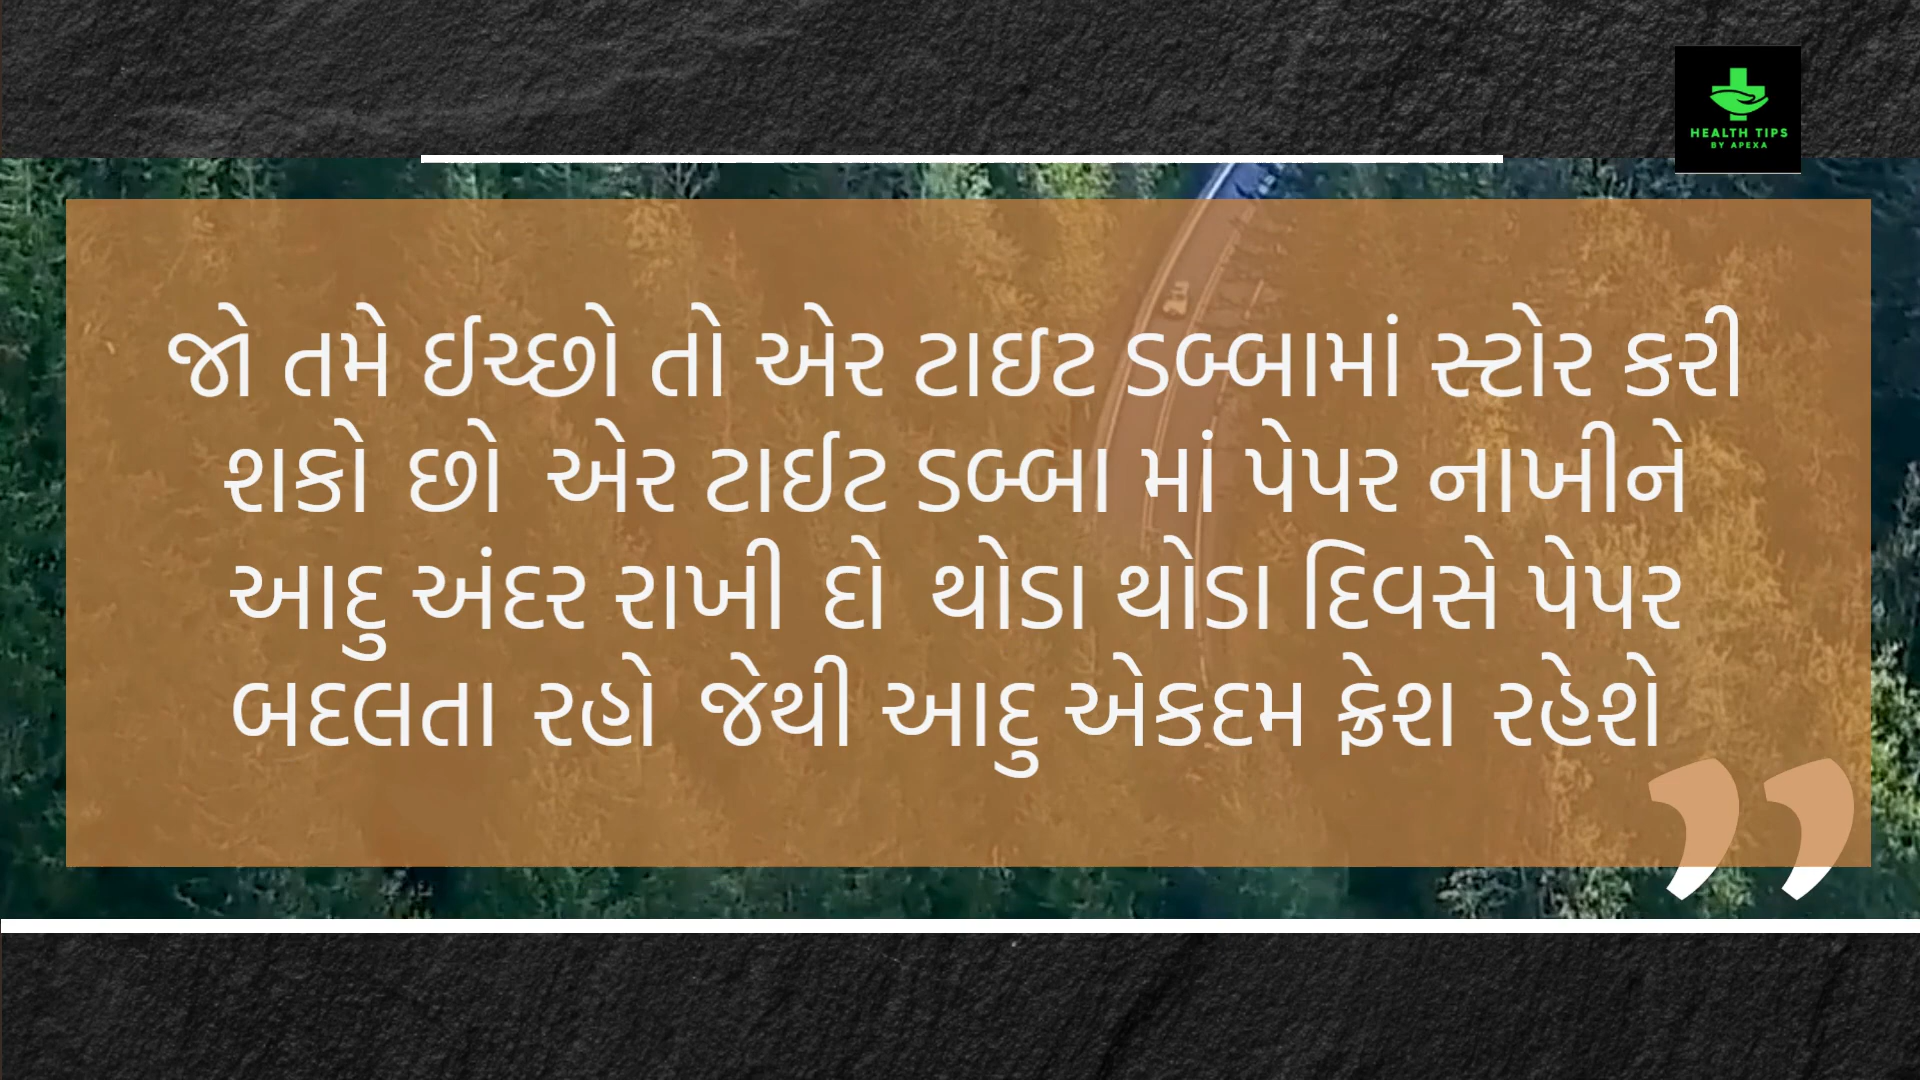 HEALTH TIPS
BY APEXA
જો તમે ઈચ્છો તો એર ટાઇટ ડબ્બામાં સ્ટોર કરી
શકો છો એર ટાઈટ ડબ્બા માં પેપર નાખીને
આદુ અંદર રાખી દો થોડા થોડા દિવસે પેપર
બદલતા રહો જેથી આદુ એકદમ ફ્રેશ રહેશે
”